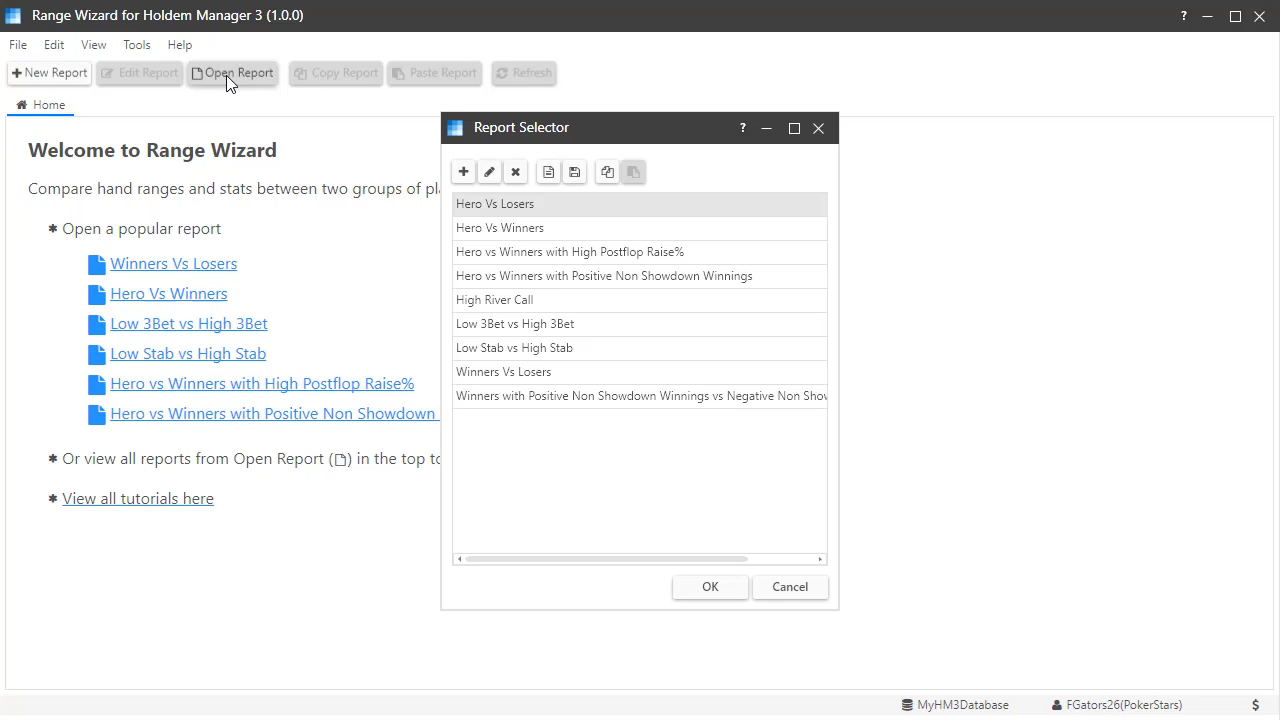 Range Wizard for Holdem Manager 3 (1.0.0)
?
File Edit View Tools Help
New Report Edit Report Open Report Copy Report Paste Report Refresh
Home
Welcome to Range Wizard
Compare hand ranges and stats between two groups of
Open a popular report
Winners Vs Losers
Hero Vs Winners
Low 3Bet vs High 3Bet
Low Stab vs High Stab
Hero vs Winners with High Postflop Raise%
Hero vs Winners with Positive Non Showdown
Or view all reports from Open Report ( ) in the top
View all tutorials here
Report Selector
?
Hero Vs Losers
Hero Vs Winners
Hero vs Winners with High Postflop Raise%
Hero vs Winners with Positive Non Showdown Winnings
High River Call
Low 3Bet vs High 3Bet
Low Stab vs High Stab
Winners Vs Losers
Winners with Positive Non Showdown Winnings vs Negative Non
OK Cancel
MyHM3Database FGators26(PokerStars) $